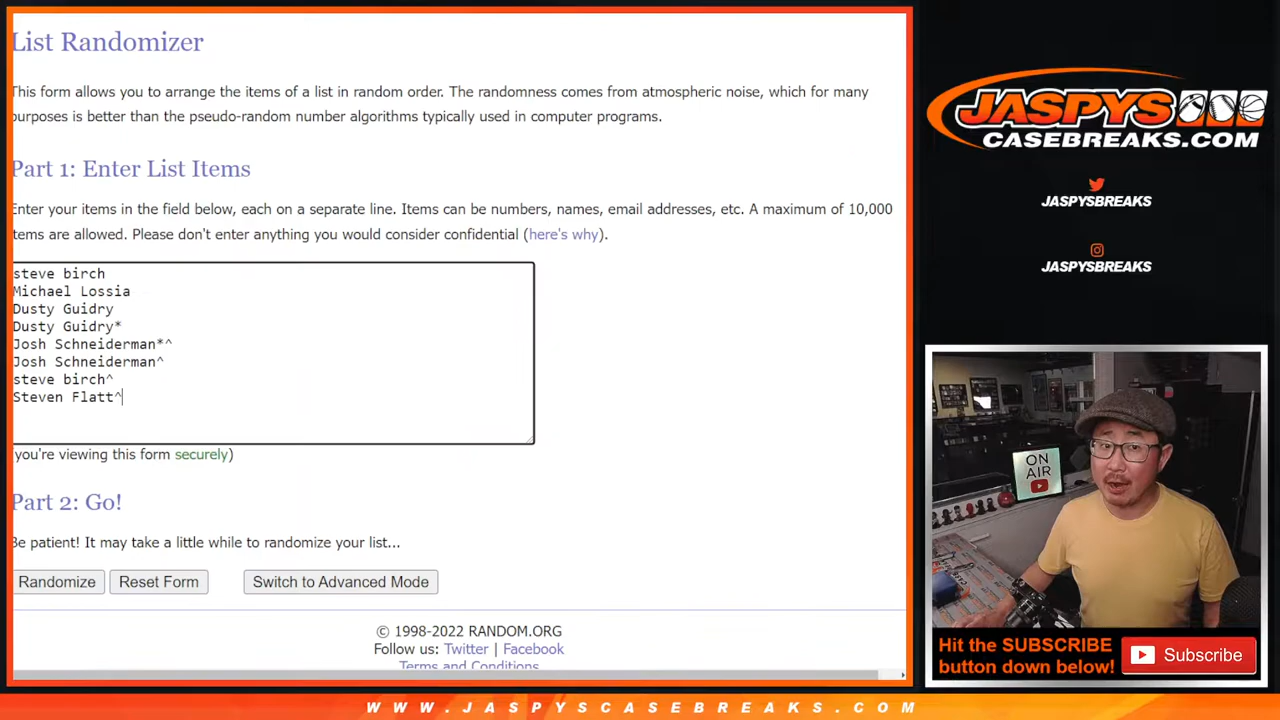 List Randomizer
This form allows you to arrange the items of a list in random order. The randomness comes from atmospheric noise, which for many
purposes is better than the pseudo-random number algorithms typically used in computer programs.
Part 1: Enter List Items
Enter your items in the field below, each on a separate line. Items can be numbers, names, email addresses, etc. A maximum of 10,000
items are allowed. Please don't enter anything you would consider confidential (here's why).
steve birch
Michael Lossia
Dusty Guidry
Dusty Guidry*
Josh Schneiderman*^
Josh Schneiderman^
steve birch^
Steven Flatt^
you're viewing this form securely)
Part 2: Go!
Be patient! It may take a little while to randomize your list...
Randomize
Reset Form
Switch to Advanced Mode
© 1998-2022 RANDOM.ORG
Follow us: Twitter | Facebook
Terms and Conditions
JASPYS
CASEBREAKS.COM
JASPYSBREAKS
JASPYSBREAKS
ON
AIR
Hit the SUBSCRIBE
button down below!
Subscribe
WWW.JASPYSCASEBREAKS.COM